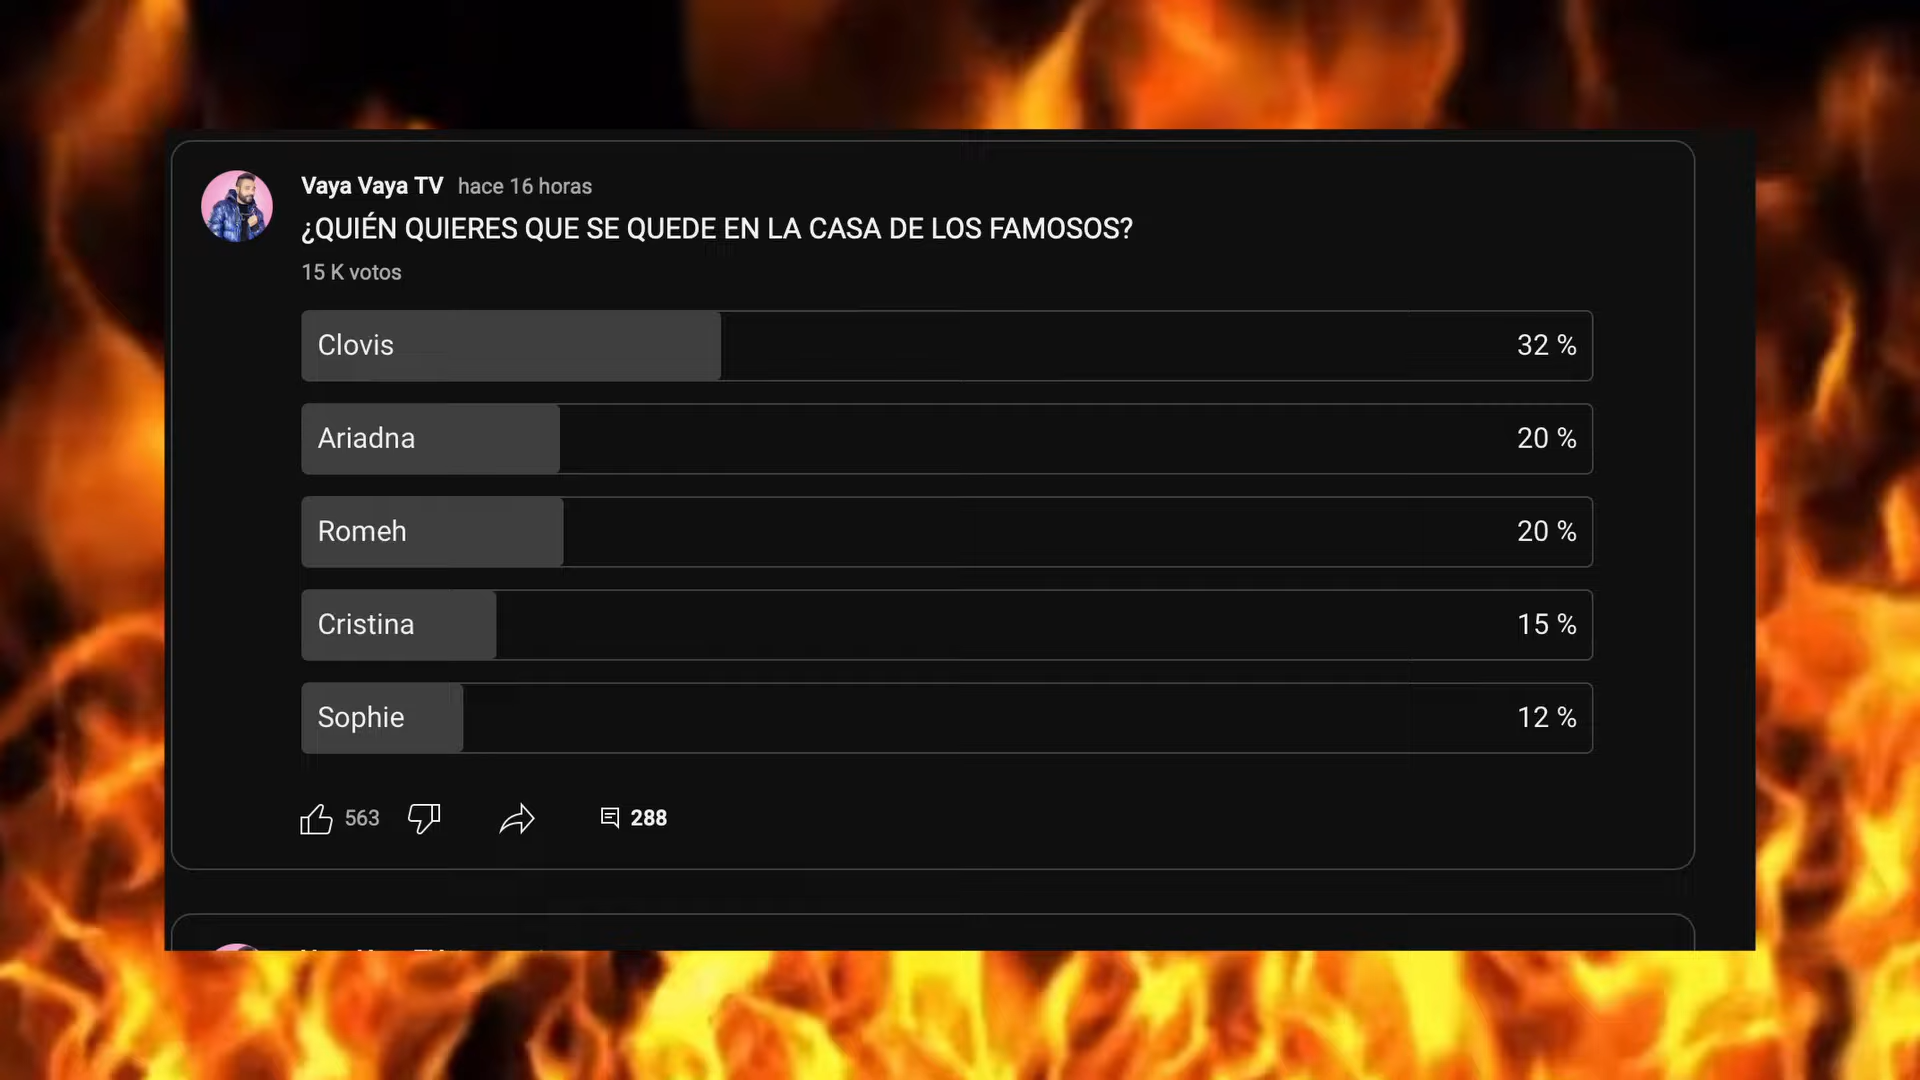 Vaya Vaya TV hace 16 horas
¿QUIÉN QUIERES QUE SE QUEDE EN LA CASA DE LOS FAMOSOS?
15 K votos
Clovis 32 %
Ariadna 20 %
Romeh 20 %
Cristina 15 %
Sophie 12 %
563 288